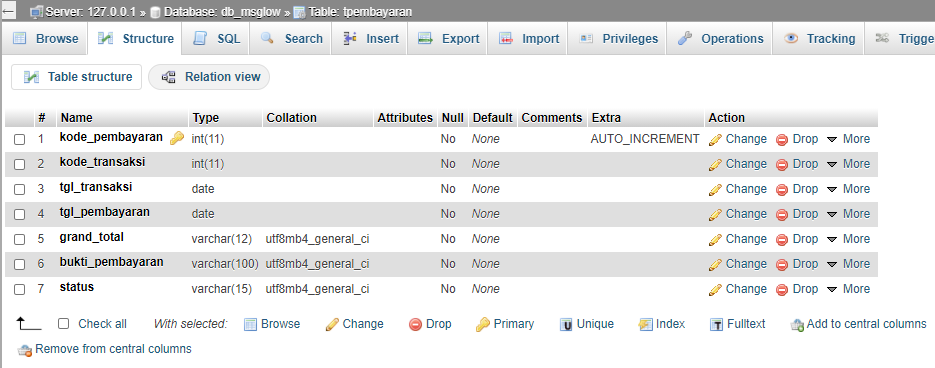 Server: 127.0.0.1 » Database: db_msglow » Table: tpembayaran
Browse Structure SQL Search Insert Export Import Privileges Operations Tracking Trigge
Table structure Relation view
# Name Type Collation Attributes Null Default Comments Extra Action
1 kode_pembayaran int(11) No None AUTO_INCREMENT Change Drop More
2 kode_transaksi int(11) No None Change Drop More
3 tgl_transaksi date No None Change Drop More
4 tgl_pembayaran date No None Change Drop More
5 grand_total varchar(12) utf8mb4_general_ci No None Change Drop More
6 bukti_pembayaran varchar(100) utf8mb4_general_ci No None Change Drop More
7 status varchar(15) utf8mb4_general_ci No None Change Drop More
Check all With selected: Browse Change Drop Primary Unique Index Fulltext Add to central columns
Remove from central columns